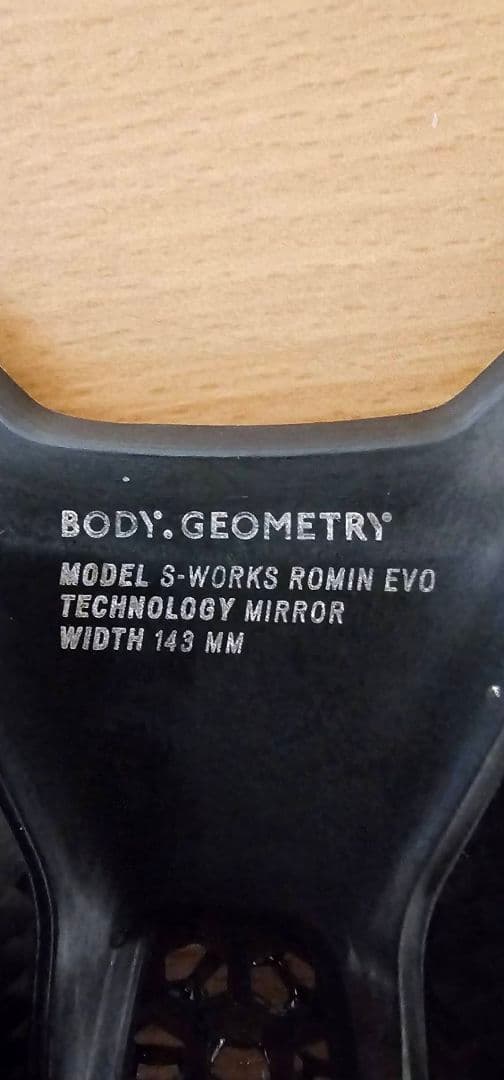 BODY. GEOMETRY
MODEL S-WORKS ROMIN EVO
TECHNOLOGY MIRROR
WIDTH 143 MM